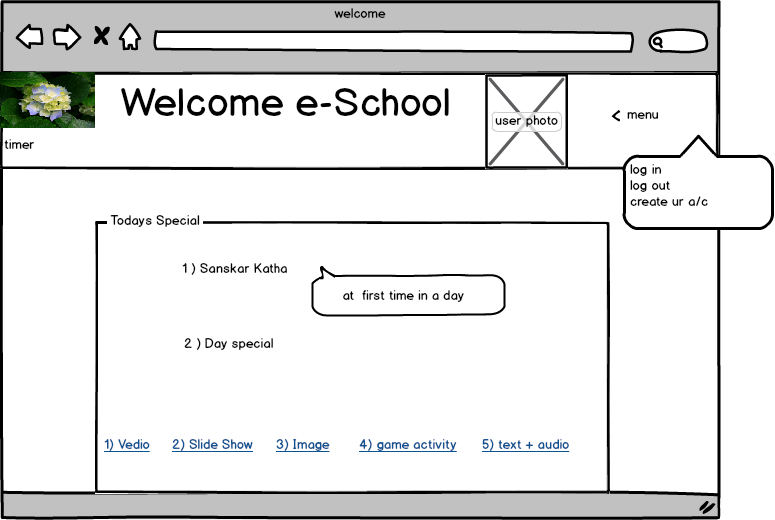 welcome
Welcome e-School
user photo
< menu
timer
log in
log out
create ur a/c
Todays Special
1) Sanskar Katha
at first time in a day
2 ) Day special
1) Vedio 2) Slide Show 3) Image 4) game activity 5) text + audio